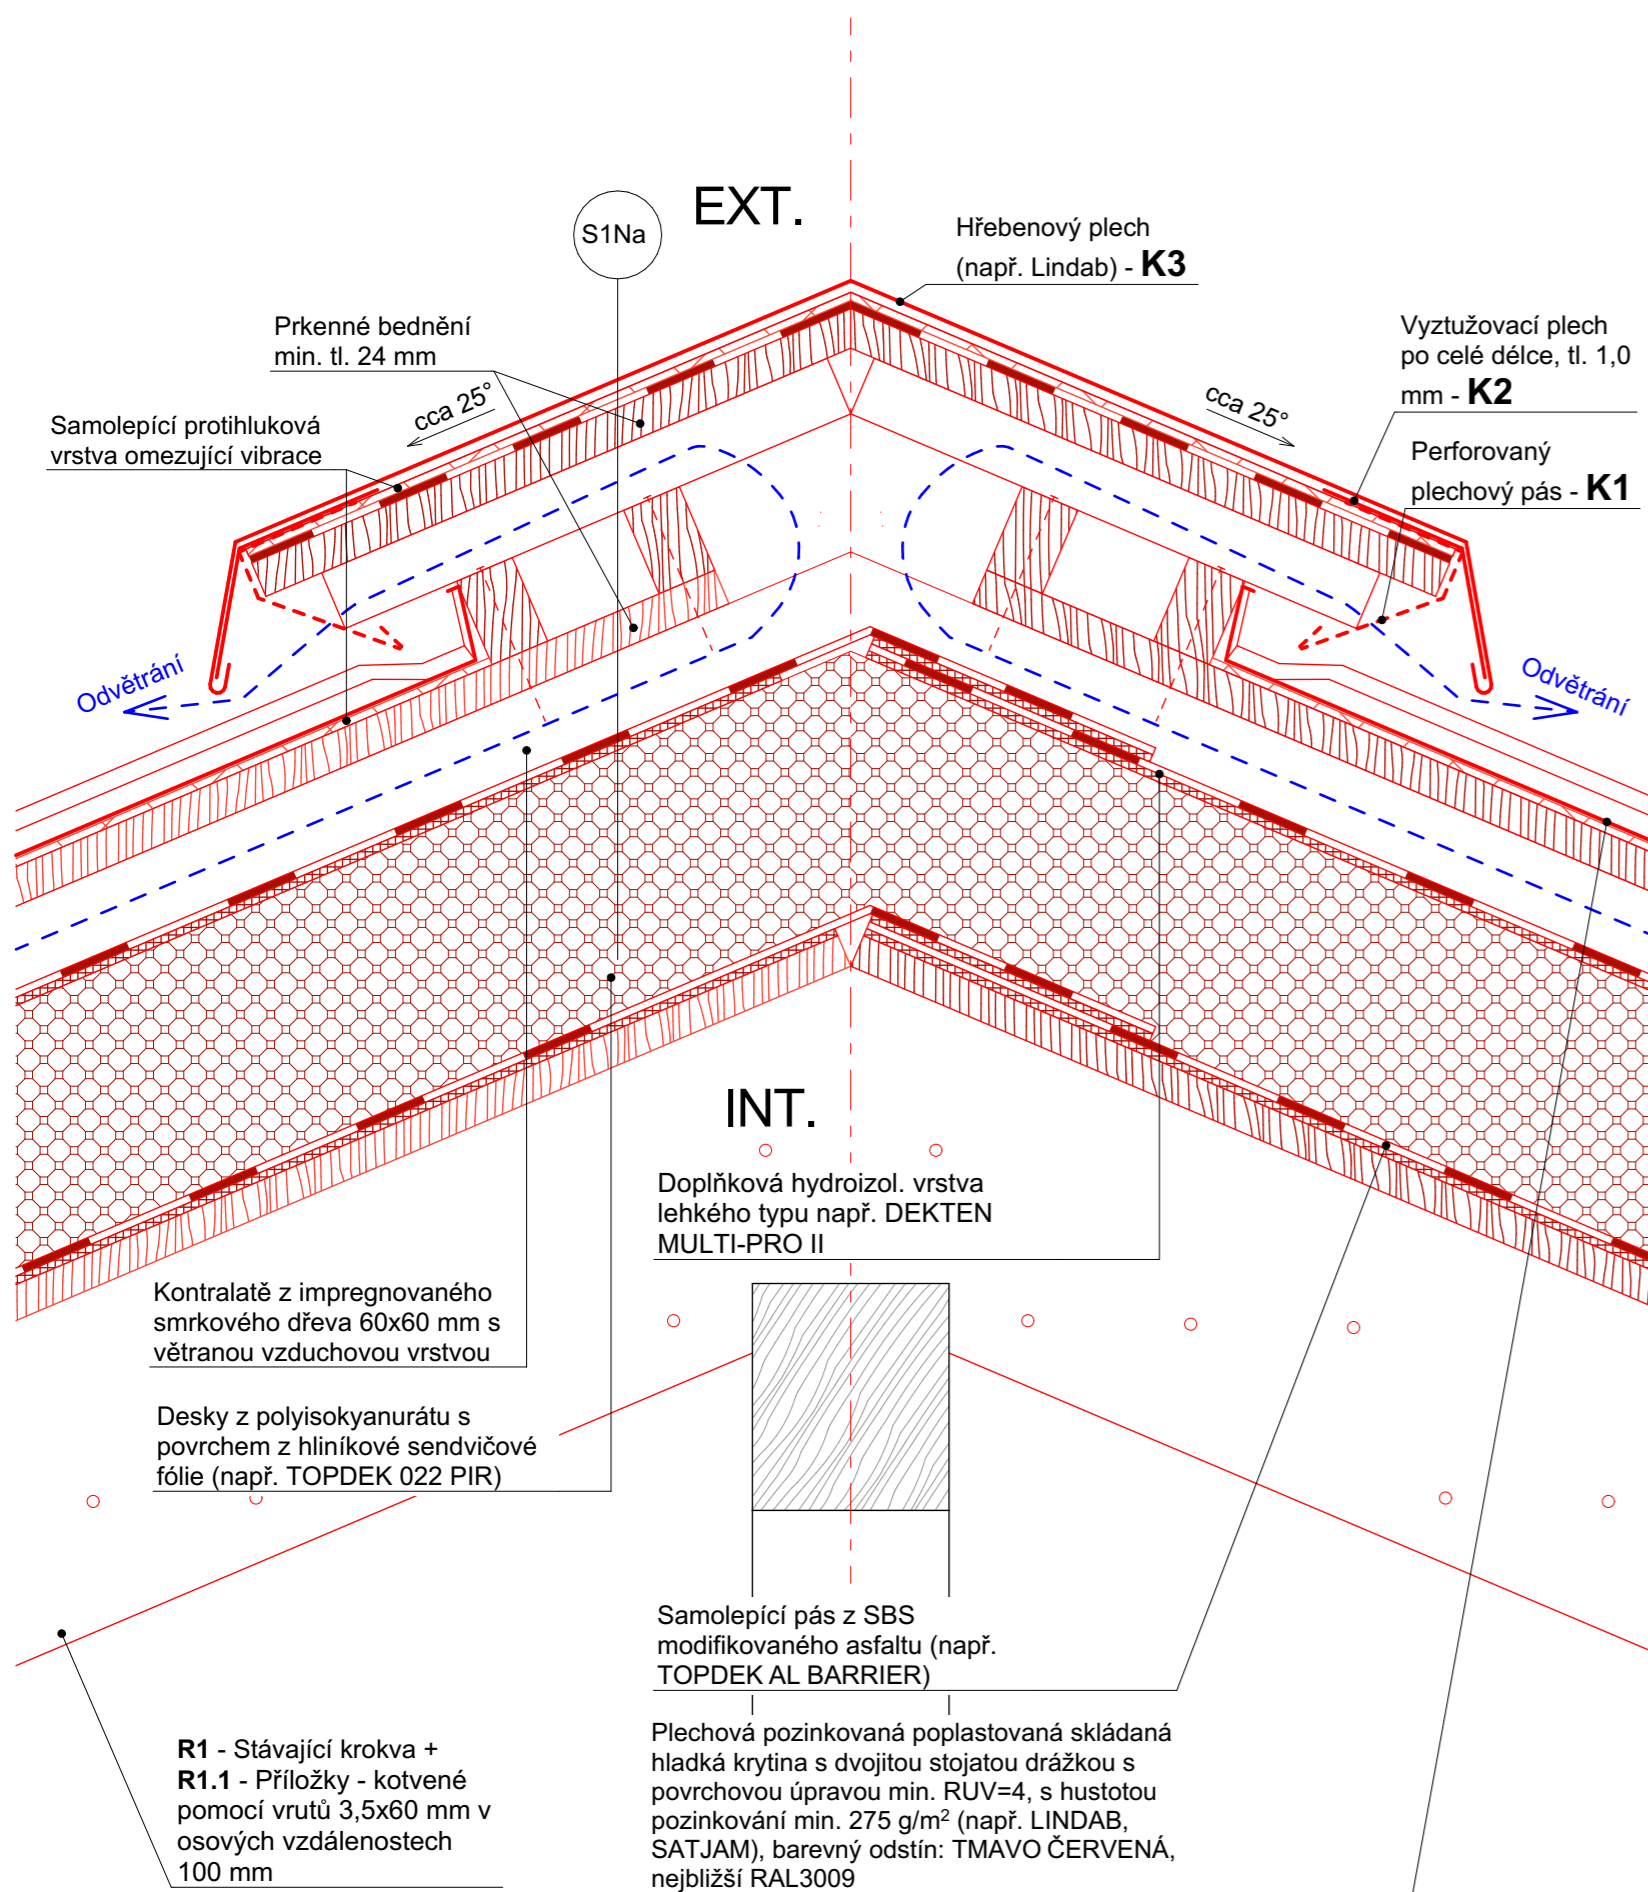 EXT.
S1Na
Hřebenový plech
(např. Lindab) - K3
Prkenné bednění
min. tl. 24 mm
Vyztužovací plech
po celé délce, tl. 1,0
mm - K2
cca 25°
cca 25°
Samolepící protihluková
vrstva omezující vibrace
Perforovaný
plechový pás - K1
Odvětrání
Odvětrání
INT.
Doplňková hydroizol. vrstva
lehkého typu např. DEKTEN
MULTI-PRO II
Kontralatě z impregnovaného
smrkového dřeva 60x60 mm s
větranou vzduchovou vrstvou
Desky z polyisokyanurátu s
povrchem z hliníkové sendvičové
fólie (např. TOPDEK 022 PIR)
Samolepící pás z SBS
modifikovaného asfaltu (např.
TOPDEK AL BARRIER)
R1 - Stávající krokva +
R1.1 - Příložky - kotvené
pomocí vrutů 3,5x60 mm v
osových vzdálenostech
100 mm
Plechová pozinkovaná poplastovaná skládaná
hladká krytina s dvojitou stojatou drážkou s
povrchovou úpravou min. RUV=4, s hustotou
pozinkování min. 275 g/m² (např. LINDAB,
SATJAM), barevný odstín: TMAVO ČERVENÁ,
nejbližší RAL3009